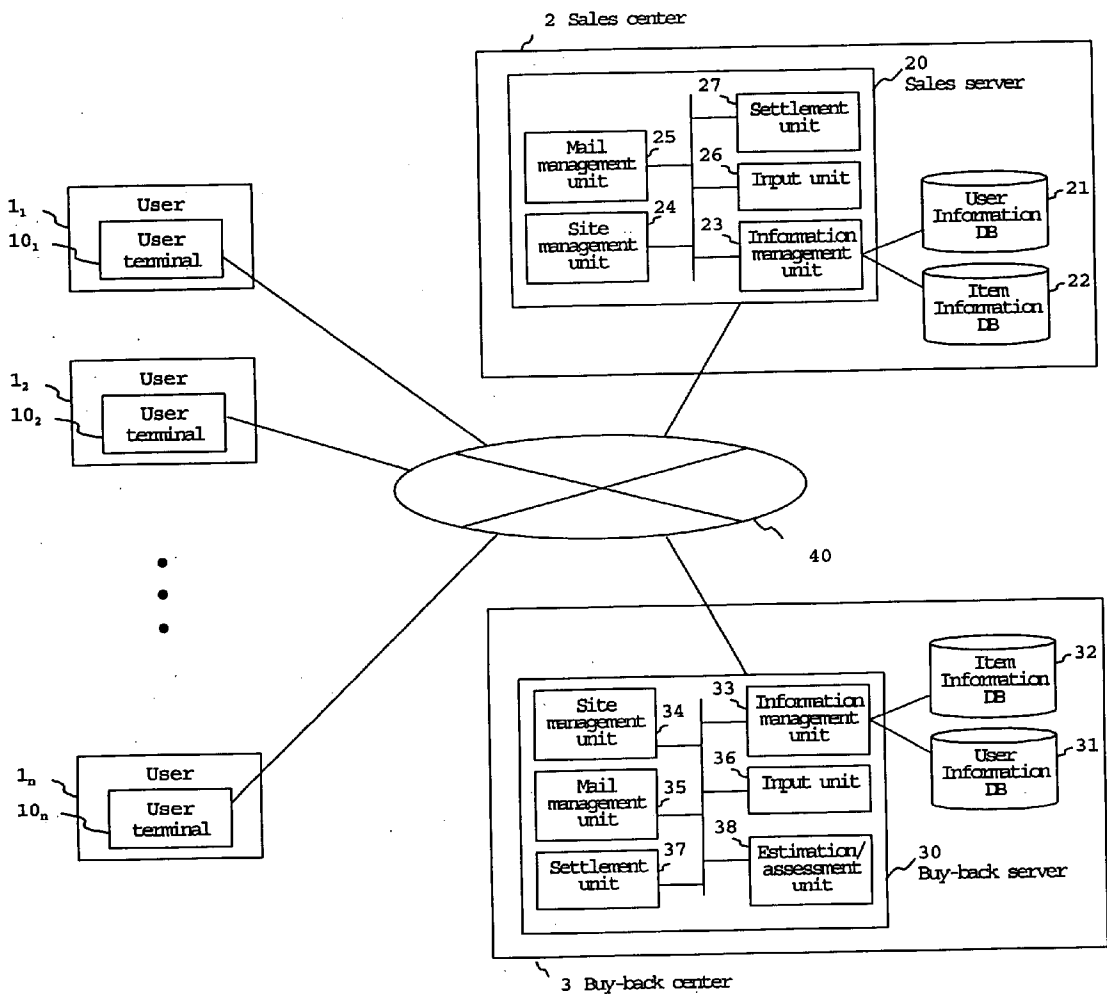 2 Sales center
20
Sales server
27
Settlement
unit
Mail
management
unit
25
26
Input unit
Site
management
unit
24
23
Information
management
unit
User
Information
DB
21
Item
Information
DB
22
1₁
User
10₁
User
terminal
1₂
User
10₂
User
terminal
40
1ₙ
User
10ₙ
User
terminal
Site
management
unit
34
33
Information
management
unit
Item
Information
DB
32
Mail
management
unit
35
36
Input unit
User
Information
DB
31
Settlement
unit
37
38
Estimation/
assessment
unit
30
Buy-back server
3 Buy-back center